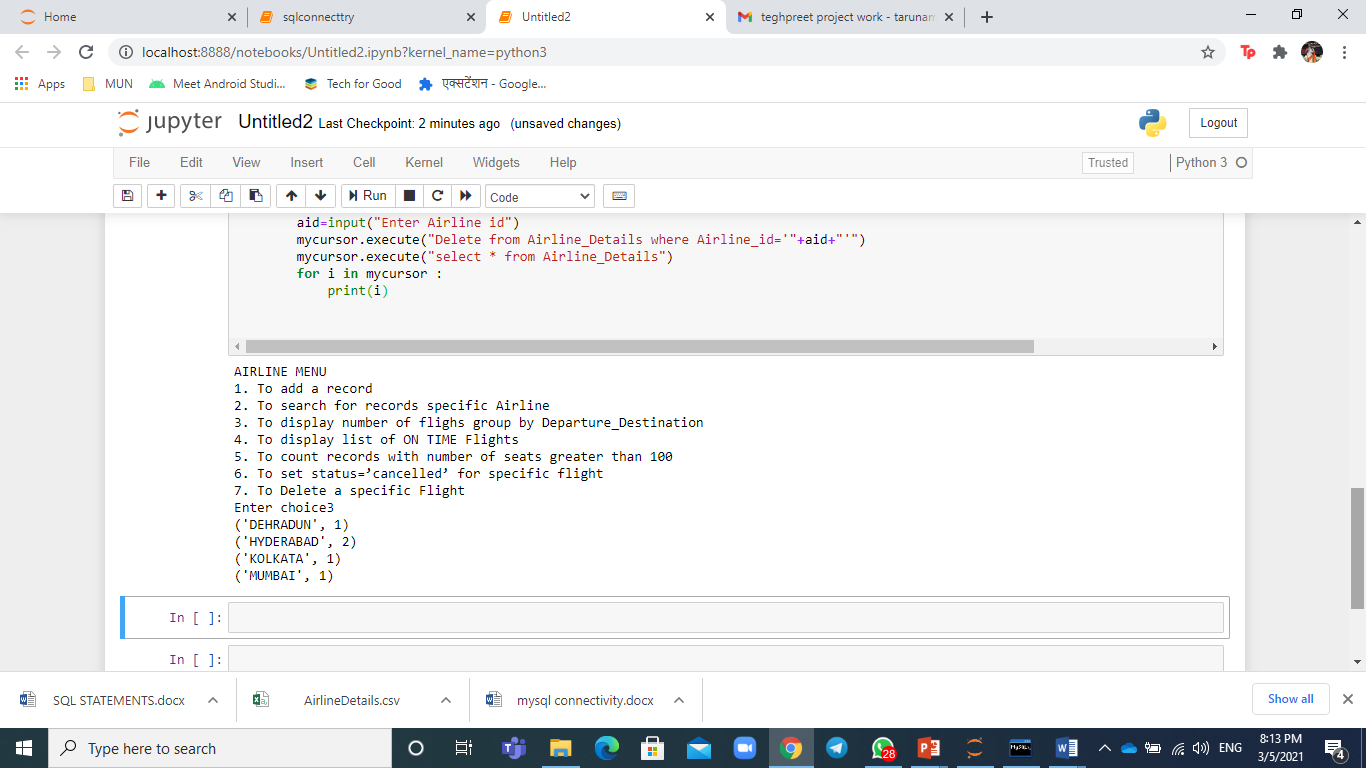 Home
sqlconnecttry
Untitled2
teghpreet project work - tarunam
localhost:8888/notebooks/Untitled2.ipynb?kernel_name=python3
Apps MUN Meet Android Studi... Tech for Good एक्सटेंशन - Google...
jupyter Untitled2 Last Checkpoint: 2 minutes ago (unsaved changes) Logout
File Edit View Insert Cell Kernel Widgets Help Trusted Python 3
Run Code
aid=input("Enter Airline id")
mycursor.execute("Delete from Airline_Details where Airline_id='"+aid+"'")
mycursor.execute("select * from Airline_Details")
for i in mycursor :
print(i)
AIRLINE MENU
1. To add a record
2. To search for records specific Airline
3. To display number of flighs group by Departure_Destination
4. To display list of ON TIME Flights
5. To count records with number of seats greater than 100
6. To set status=’cancelled’ for specific flight
7. To Delete a specific Flight
Enter choice3
('DEHRADUN', 1)
('HYDERABAD', 2)
('KOLKATA', 1)
('MUMBAI', 1)
In [ ]:
In [ ]:
SQL STATEMENTS.docx AirlineDetails.csv mysql connectivity.docx Show all
Type here to search 28 MySQL ENG 8:13 PM
3/5/2021 4